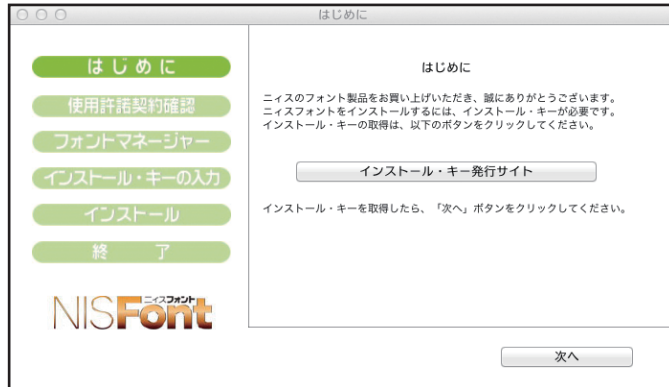 はじめに
はじめに
使用許諾契約確認
フォントマネージャー
インストール・キーの入力
インストール
終 了
NISFont
ニィスフォント
はじめに
ニィスのフォント製品をお買い上げいただき、誠にありがとうございます。
ニィスフォントをインストールするには、インストール・キーが必要です。
インストール・キーの取得は、以下のボタンをクリックしてください。
インストール・キー発行サイト
インストール・キーを取得したら、「次へ」ボタンをクリックしてください。
次へ